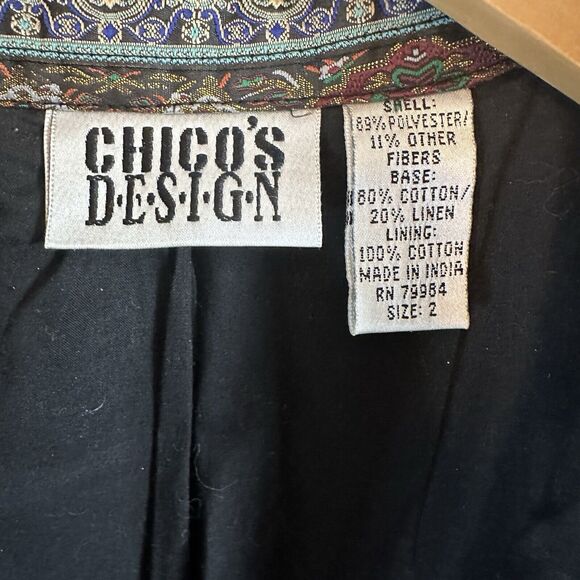 CHICO'S
D·E·S·I·G·N
SHELL:
89% POLYESTER/
11% OTHER
FIBERS
BASE:
80% COTTON/
20% LINEN
LINING:
100% COTTON
MADE IN INDIA
RN 79984
SIZE: 2